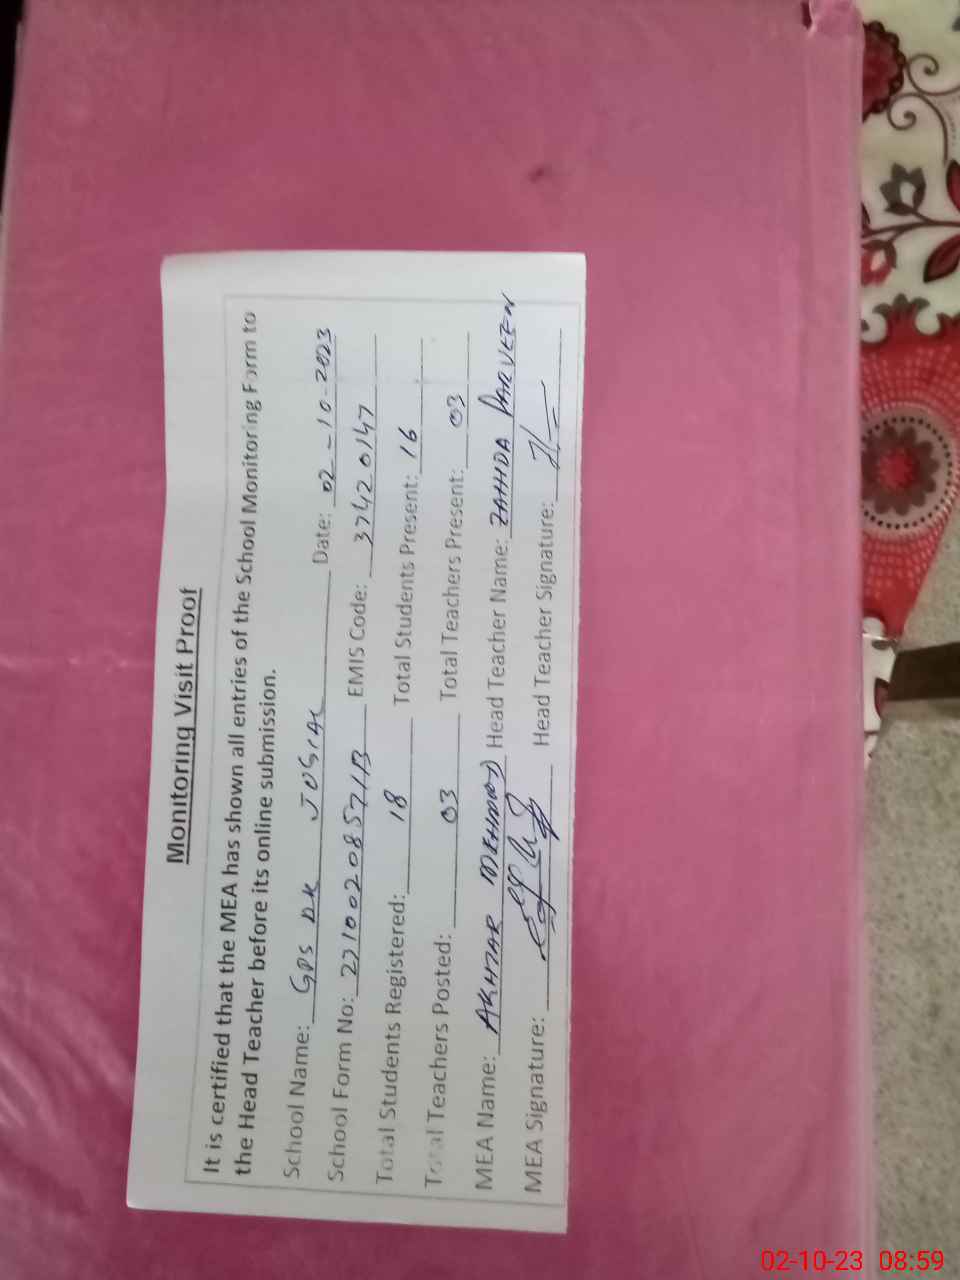 Monitoring Visit Proof
It is certified that the MEA has shown all entries of the School Monitoring Form to
the Head Teacher before its online submission.
School Name: GPS DK JOGIAL Date: 02-10-2023
School Form No: EMIS Code: 37420147
Total Students Registered: 18 Total Students Present: 16
Total Teachers Posted: 03 Total Teachers Present: 03
MEA Name: AKHTAR MEHMOOD Head Teacher Name: ZAHIDA PARVEEN
MEA Signature: Head Teacher Signature:
02-10-23 08:59